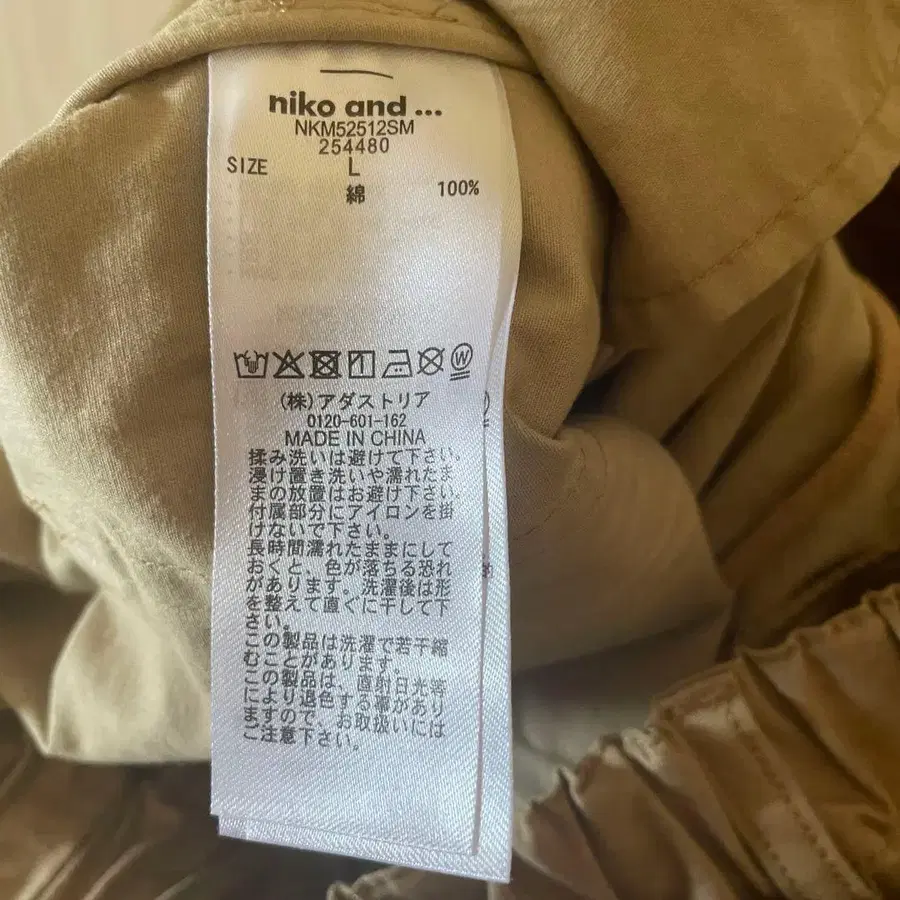 niko and ...
NKM52512SM
254480
SIZE L
綿 100%
W
(株)アダストリア
0120-601-162
MADE IN CHINA
揉み洗いは避けて下さい。
浸け置き洗いや濡れたま
まの放置はお避け下さい。
付属部分にアイロンを掛
けないで下さい。
長時間濡れたままにして
おくと、色が落ちる恐れ
があります。洗濯後は形
を整えて直ぐに干して下
さい。
この製品は洗濯で若干縮
むことがあります。
この製品は、直射日光等
により退色する事があり
ますので、お取扱いには
ご注意下さい。